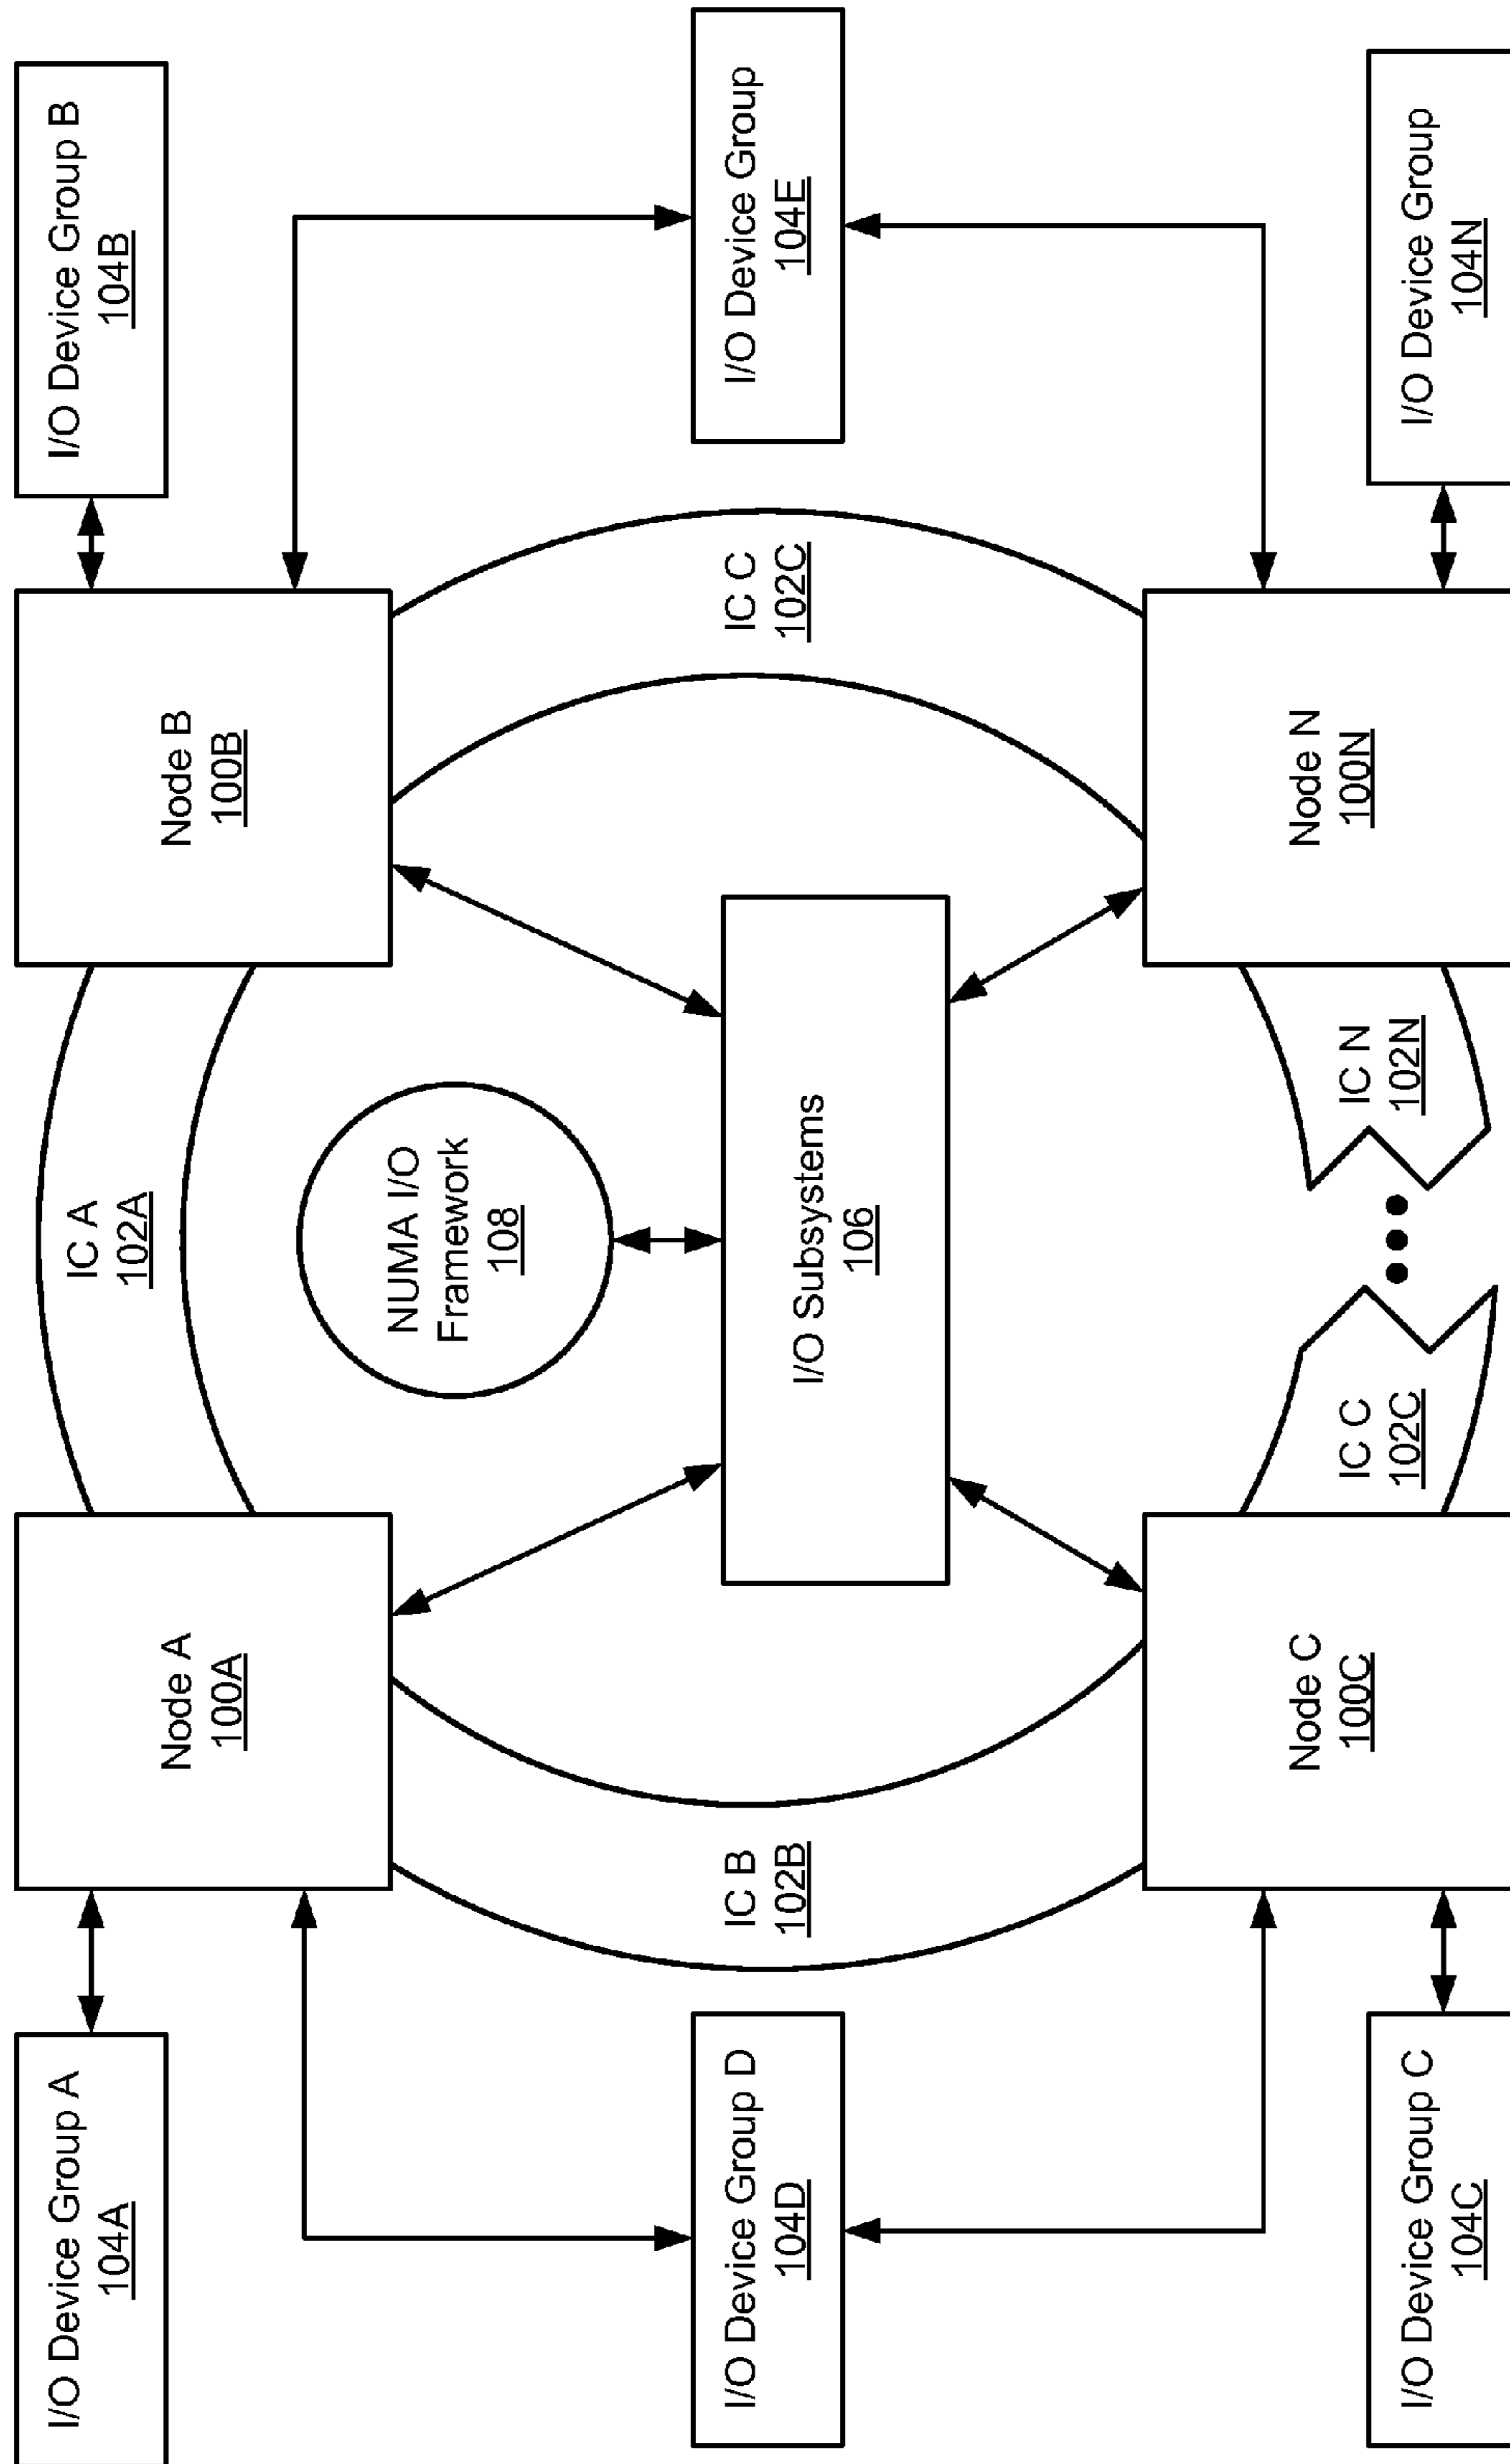 I/O Device Group A
104A
Node A
100A
IC A
102A
Node B
100B
I/O Device Group B
104B
NUMA I/O
Framework
108
I/O Device Group D
104D
IC B
102B
I/O Subsystems
106
IC C
102C
I/O Device Group
104E
I/O Device Group C
104C
Node C
100C
IC C
102C
IC N
102N
Node N
100N
I/O Device Group
104N